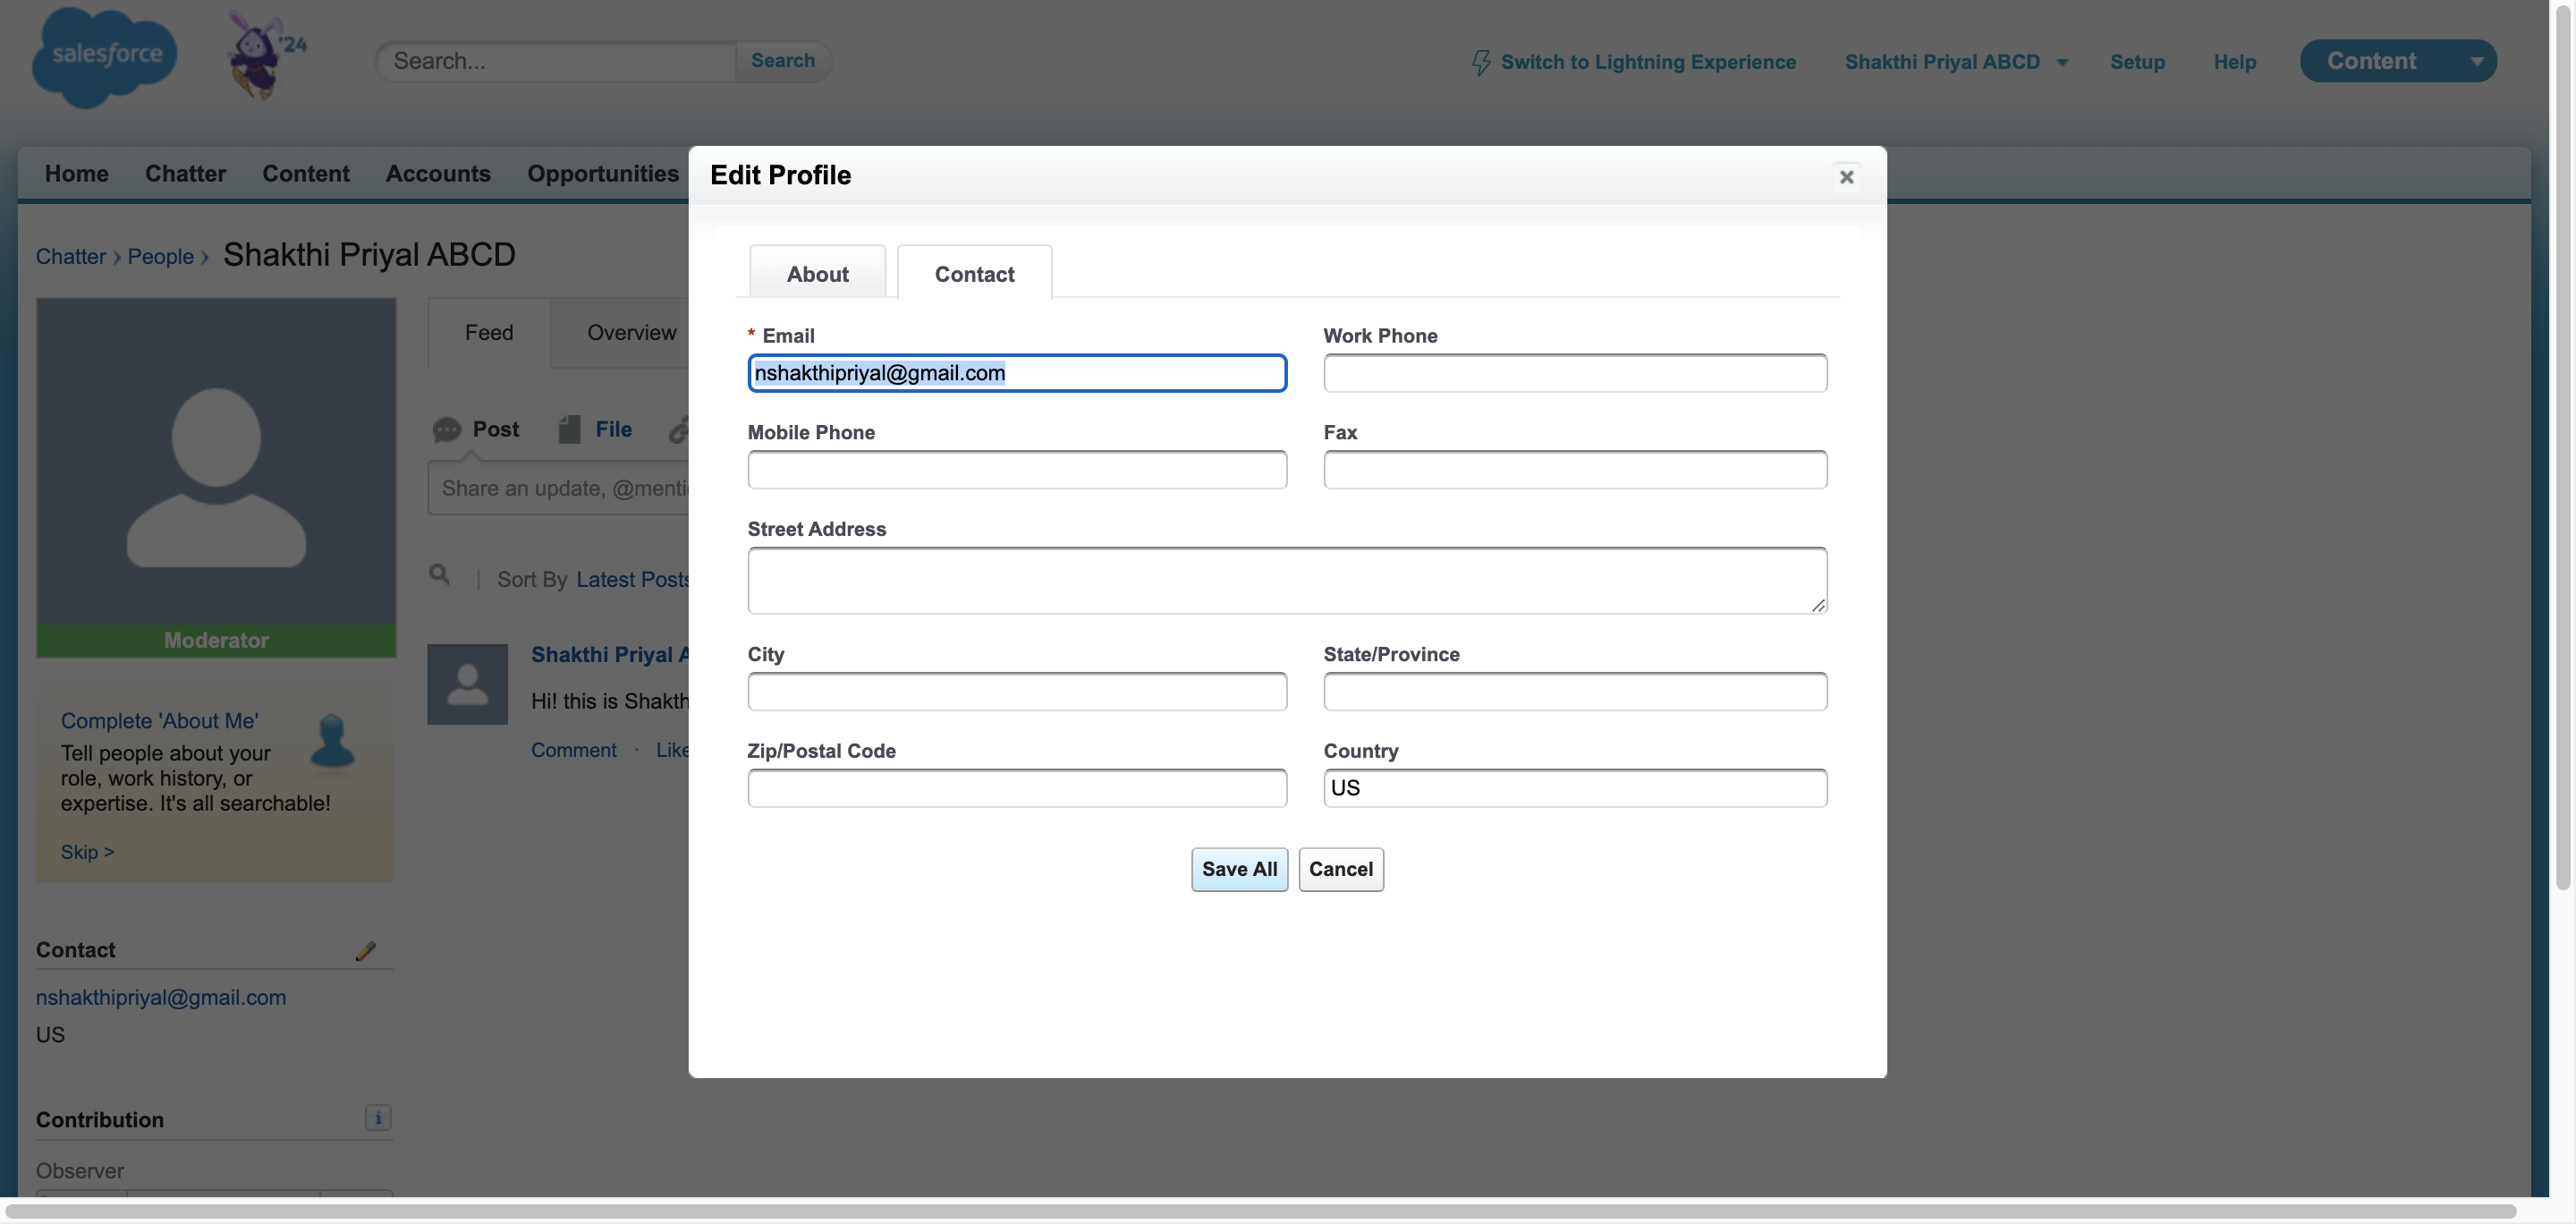 salesforce
'24
Search...
Search
Switch to Lightning Experience
Shakthi Priyal ABCD
Setup
Help
Content
Home
Chatter
Content
Accounts
Opportunities
Chatter › People › Shakthi Priyal ABCD
Moderator
Complete 'About Me'
Tell people about your
role, work history, or
expertise. It's all searchable!
Skip >
Contact
nshakthipriyal@gmail.com
US
Contribution
Observer
Feed
Overview
Post
File
Share an update, @menti
Sort By Latest Posts
Shakthi Priyal A
Hi! this is Shakth
Comment · Like
Edit Profile
About
Contact
* Email
nshakthipriyal@gmail.com
Work Phone
Mobile Phone
Fax
Street Address
City
State/Province
Zip/Postal Code
Country
US
Save All
Cancel